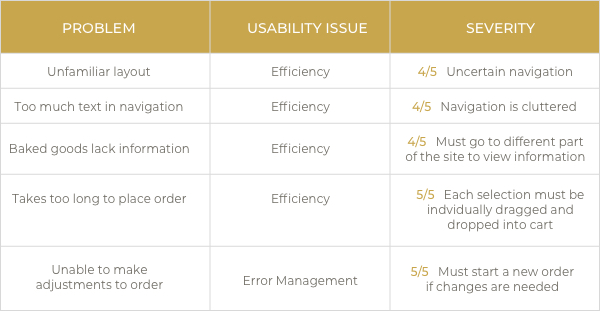 PROBLEM USABILITY ISSUE SEVERITY
Unfamiliar layout Efficiency 4/5 Uncertain navigation
Too much text in navigation Efficiency 4/5 Navigation is cluttered
Baked goods lack information Efficiency 4/5 Must go to different part
of the site to view information
Takes too long to place order Efficiency 5/5 Each selection must be
indvidually dragged and
dropped into cart
Unable to make
adjustments to order
Error Management
5/5 Must start a new order
if changes are needed